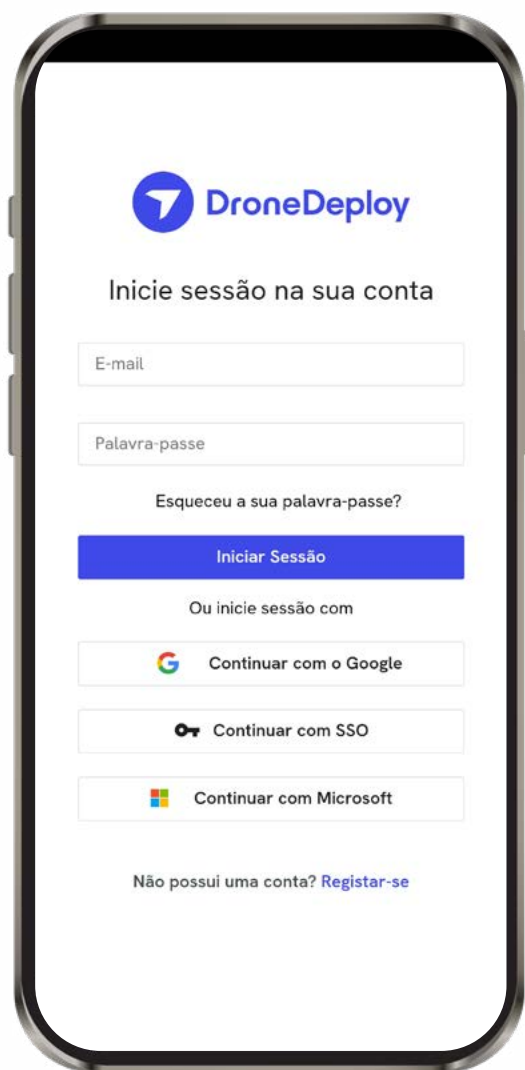 DroneDeploy
Inicie sessão na sua conta
E-mail
Palavra-passe
Esqueceu a sua palavra-passe?
Iniciar Sessão
Ou inicie sessão com
Continuar com o Google
Continuar com SSO
Continuar com Microsoft
Não possui uma conta? Registar-se